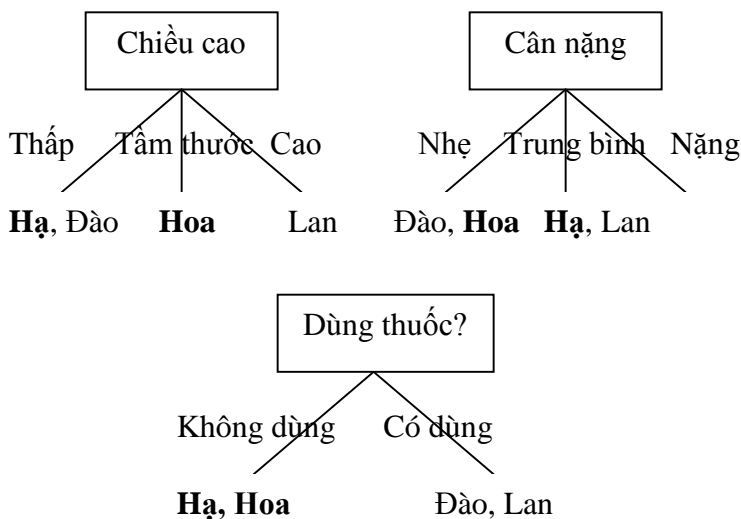 Chiều cao Cân nặng
Thấp Tầm thước Cao Nhẹ Trung bình Nặng
Hạ, Đào Hoa Lan Đào, Hoa Hạ, Lan
Dùng thuốc?
Không dùng Có dùng
Hạ, Hoa Đào, Lan